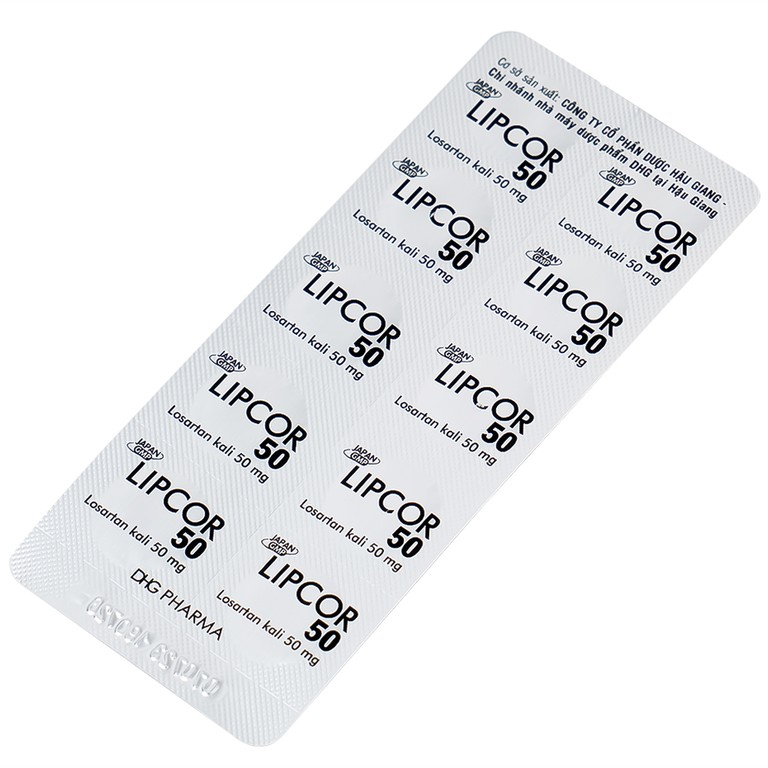 Cơ sở sản xuất: CÔNG TY CỔ PHẦN DƯỢC HẬU GIANG -
Chi nhánh nhà máy dược phẩm DHG tại Hậu Giang
JAPAN
GMP
LIPCOR
50
Losartan kali 50 mg
JAPAN
GMP
LIPCOR
50
Losartan kali 50 mg
JAPAN
GMP
LIPCOR
50
Losartan kali 50 mg
JAPAN
GMP
LIPCOR
50
Losartan kali 50 mg
JAPAN
GMP
LIPCOR
50
Losartan kali 50 mg
JAPAN
GMP
LIPCOR
50
Losartan kali 50 mg
JAPAN
GMP
LIPCOR
50
Losartan kali 50 mg
JAPAN
GMP
LIPCOR
50
Losartan kali 50 mg
JAPAN
GMP
LIPCOR
50
Losartan kali 50 mg
JAPAN
GMP
LIPCOR
50
Losartan kali 50 mg
DHG PHARMA